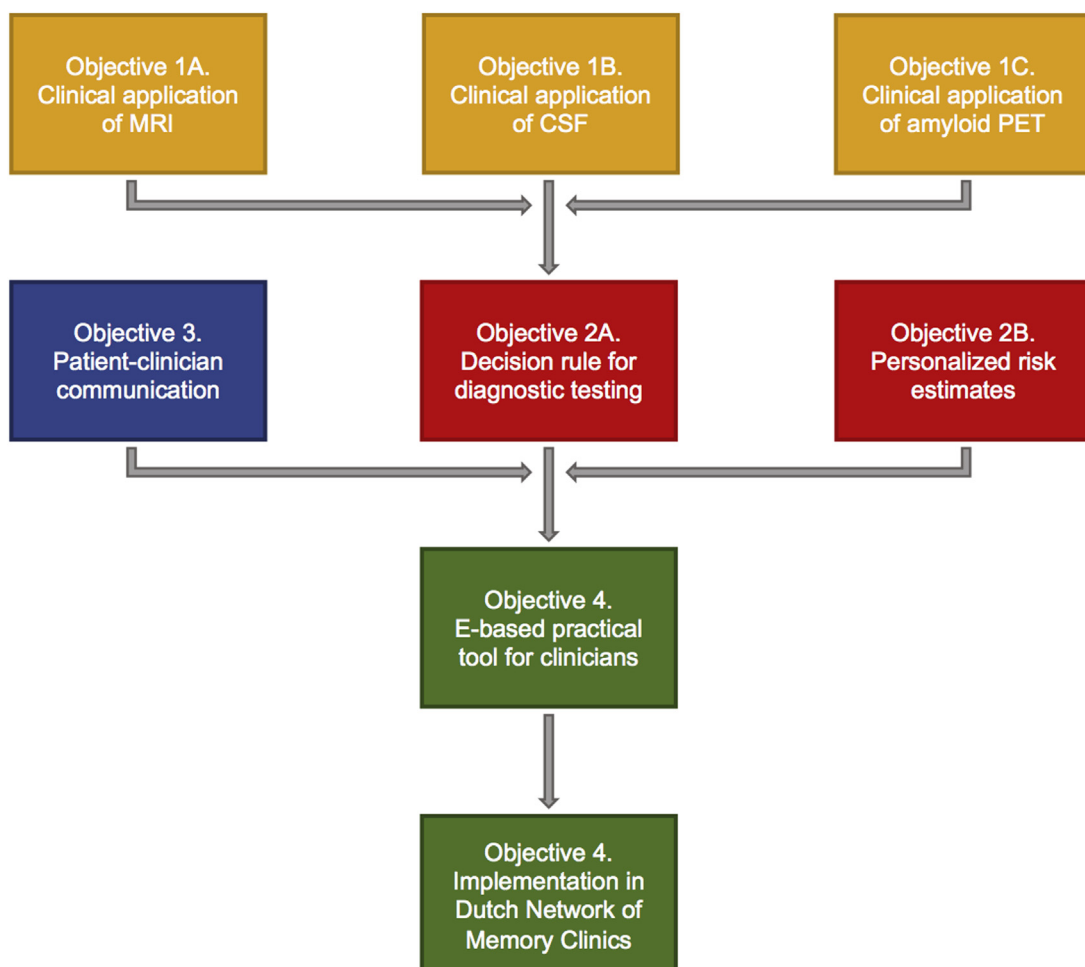 Objective 1A.
Clinical application
of MRI
Objective 1B.
Clinical application
of CSF
Objective 1C.
Clinical application
of amyloid PET
Objective 3.
Patient-clinician
communication
Objective 2A.
Decision rule for
diagnostic testing
Objective 2B.
Personalized risk
estimates
Objective 4.
E-based practical
tool for clinicians
Objective 4.
Implementation in
Dutch Network of
Memory Clinics